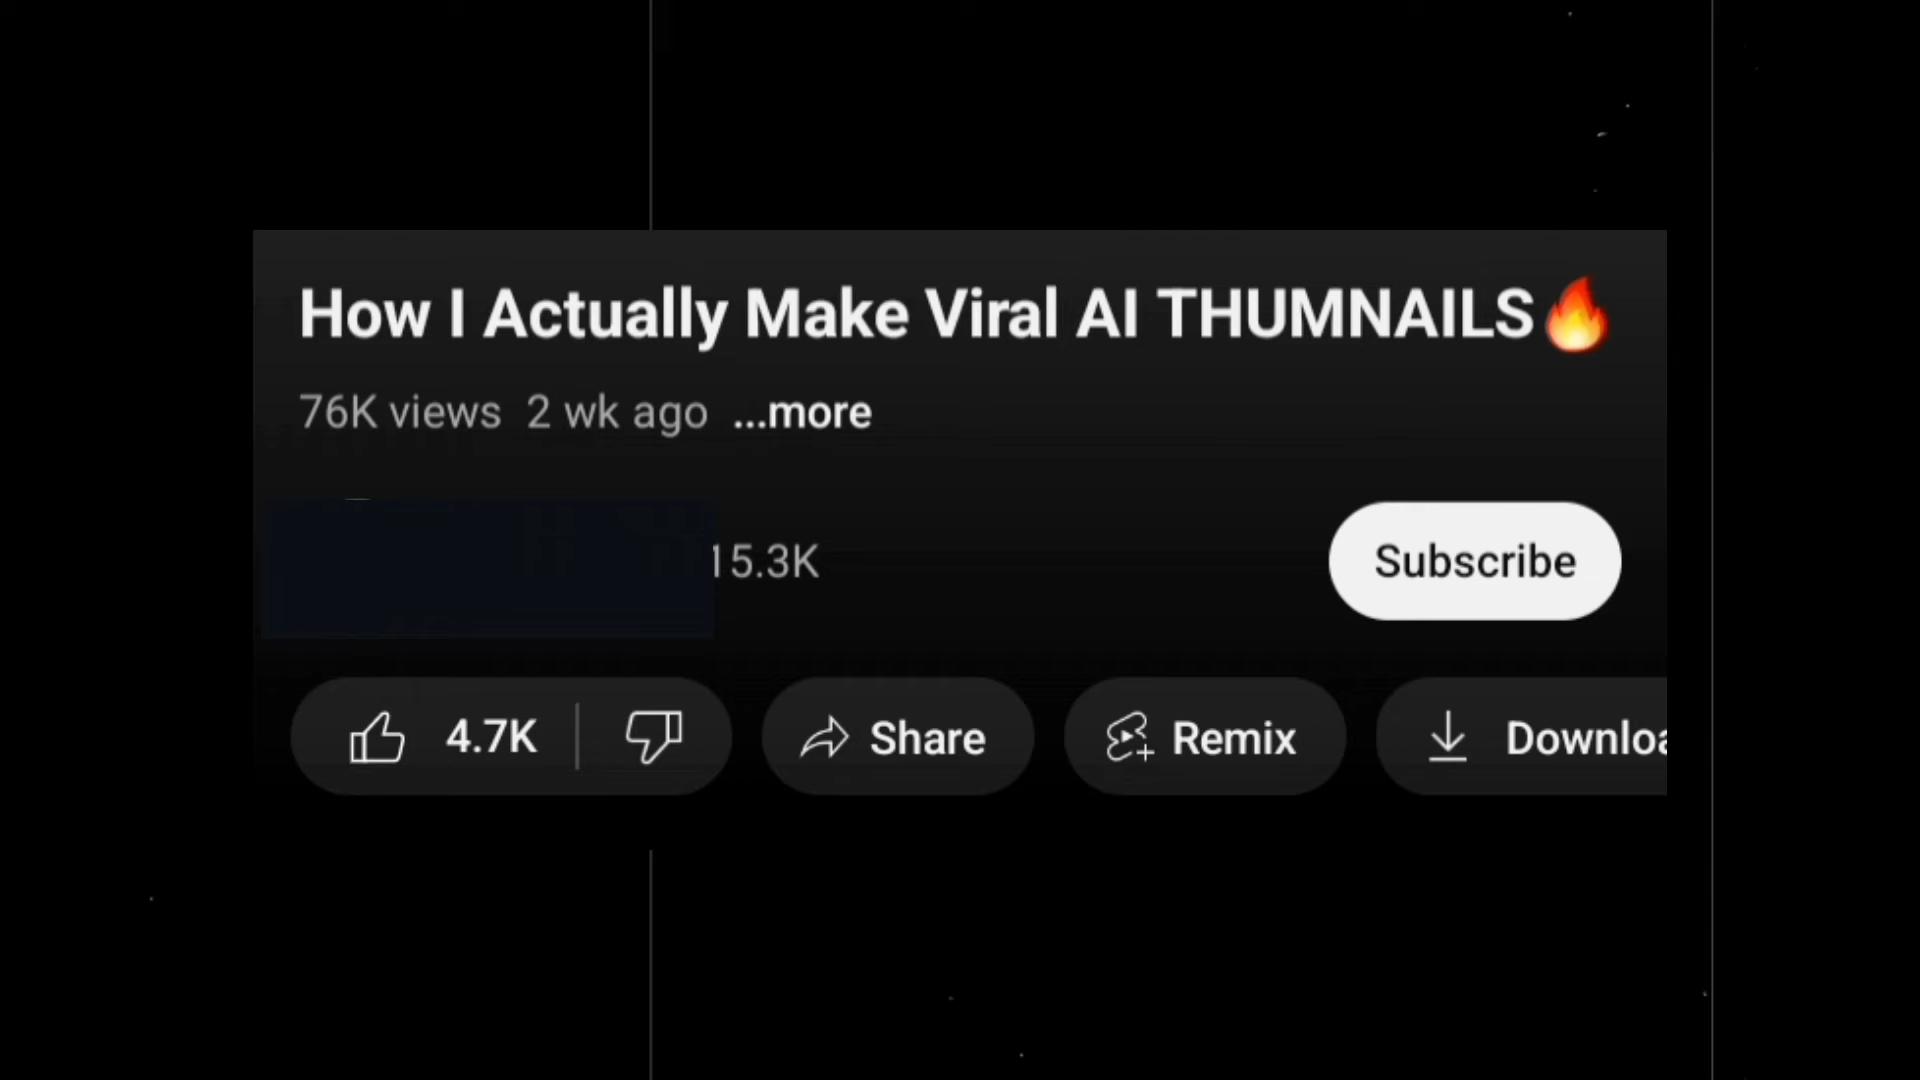 How I Actually Make Viral AI THUMNAILS🔥
76K views 2 wk ago ...more
15.3K Subscribe
4.7K Share Remix Downloa